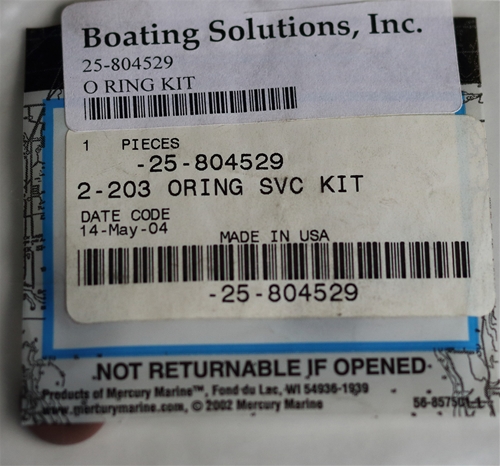 Boating Solutions, Inc.
25-804529
O RING KIT
1 PIECES
-25-804529
2-203 ORING SVC KIT
DATE CODE
14-May-04
MADE IN USA
-25-804529
NOT RETURNABLE IF OPENED
Products of Mercury Marine™, Fond du Lac, WI 54936-1939
www.mercurymarine.com, © 2002 Mercury Marine